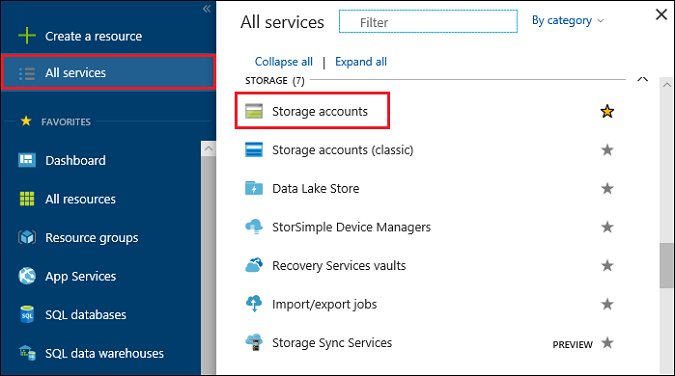 Create a resource
All services
FAVORITES
Dashboard
All resources
Resource groups
App Services
SQL databases
SQL data warehouses
All services
Filter
By category
Collapse all | Expand all
STORAGE (7)
Storage accounts
Storage accounts (classic)
Data Lake Store
StorSimple Device Managers
Recovery Services vaults
Import/export jobs
Storage Sync Services PREVIEW